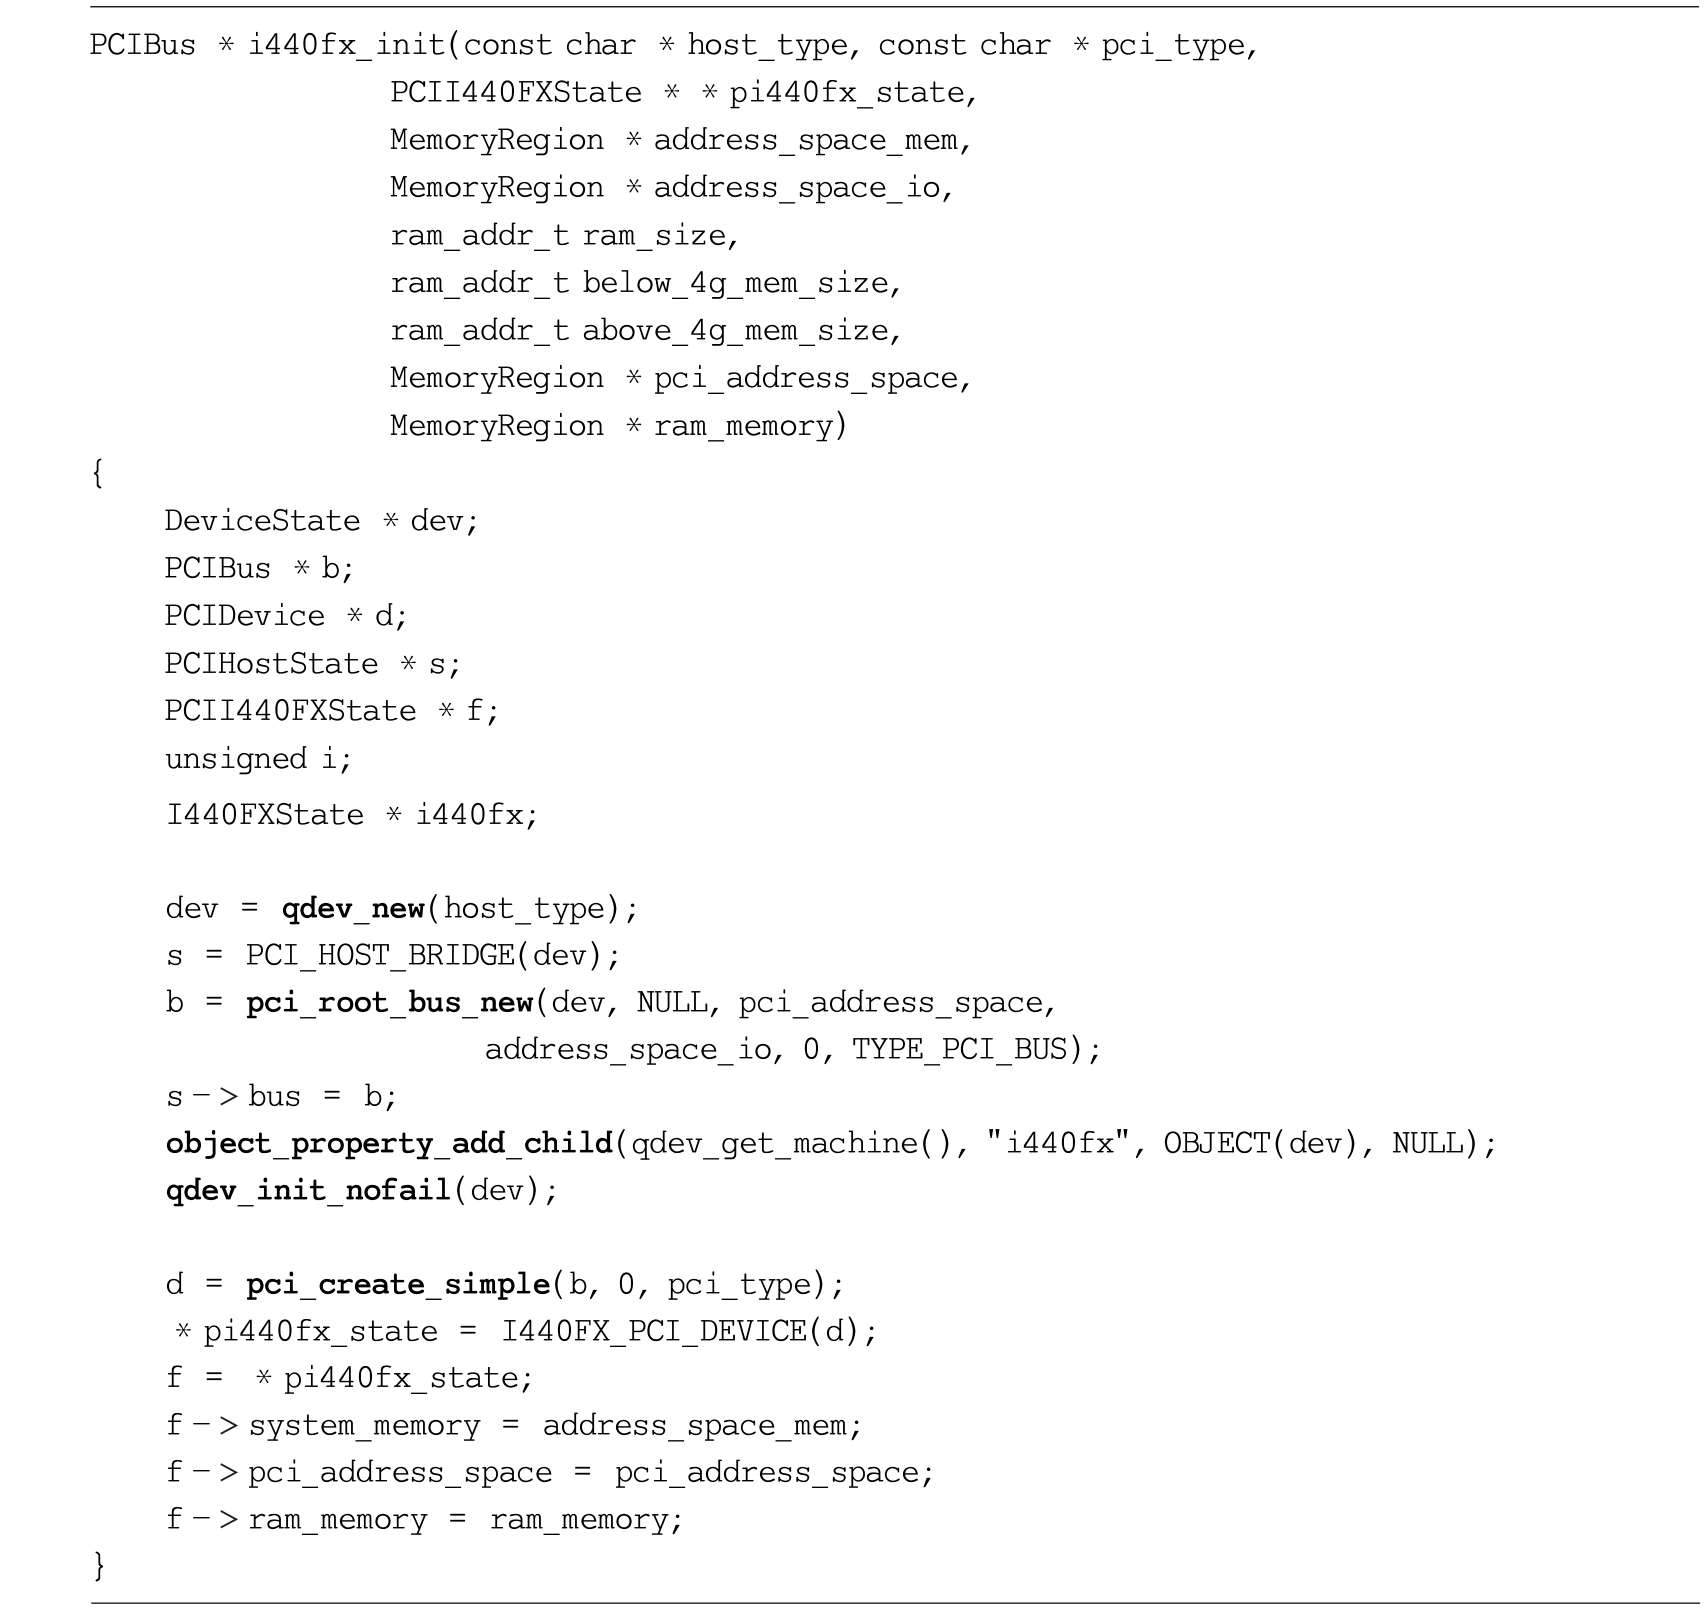 PCIBus * i440fx_init(const char * host_type, const char * pci_type,
PCII440FXState * * pi440fx_state,
MemoryRegion * address_space_mem,
MemoryRegion * address_space_io,
ram_addr_t ram_size,
ram_addr_t below_4g_mem_size,
ram_addr_t above_4g_mem_size,
MemoryRegion * pci_address_space,
MemoryRegion * ram_memory)
{
DeviceState * dev;
PCIBus * b;
PCIDevice * d;
PCIHostState * s;
PCII440FXState * f;
unsigned i;
I440FXState * i440fx;
dev = qdev_new(host_type);
s = PCI_HOST_BRIDGE(dev);
b = pci_root_bus_new(dev, NULL, pci_address_space,
address_space_io, 0, TYPE_PCI_BUS);
s->bus = b;
object_property_add_child(qdev_get_machine(), "i440fx", OBJECT(dev), NULL);
qdev_init_nofail(dev);
d = pci_create_simple(b, 0, pci_type);
* pi440fx_state = I440FX_PCI_DEVICE(d);
f = * pi440fx_state;
f->system_memory = address_space_mem;
f->pci_address_space = pci_address_space;
f->ram_memory = ram_memory;
}